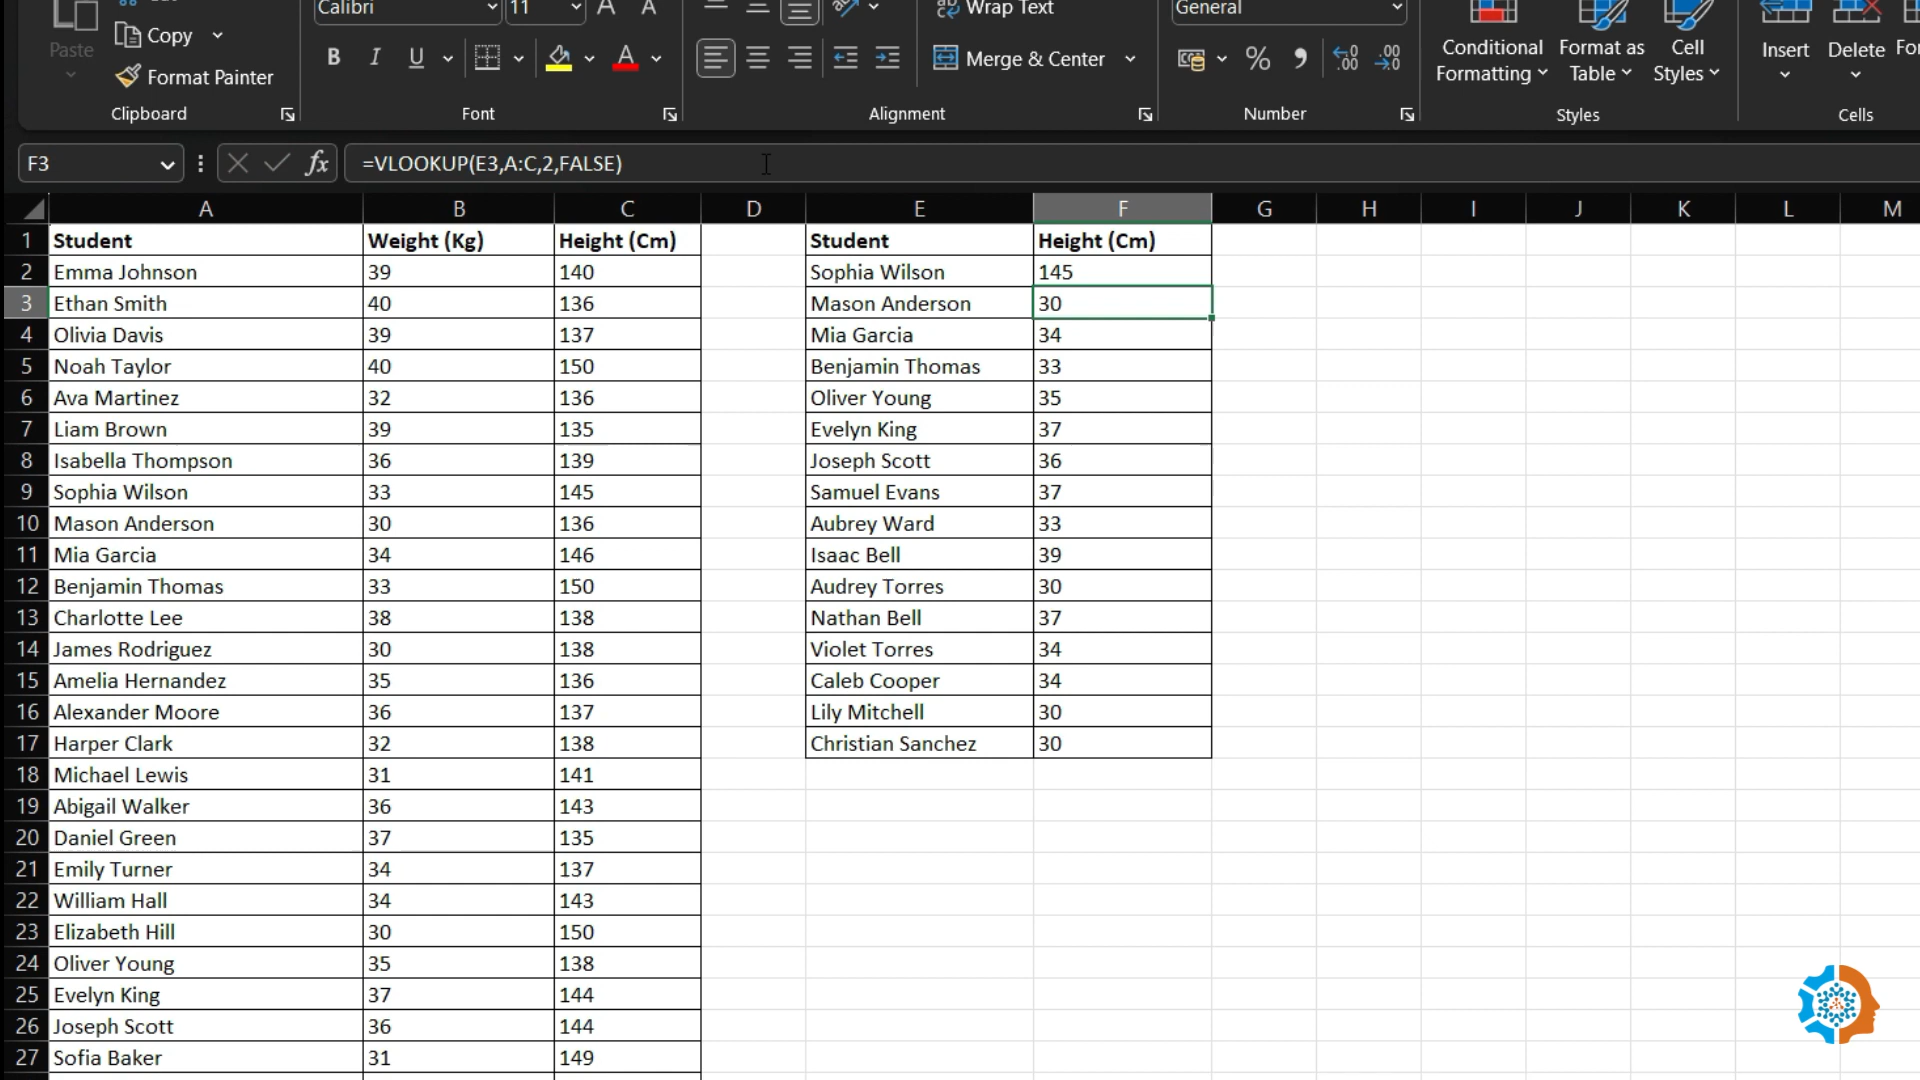 Calibri 11 A A Wrap Text General
Paste Copy B I U A Merge & Center % 9 Conditional Formatting Format as Table Cell Styles Insert Delete
Format Painter
Clipboard Font Alignment Number Styles Cells
F3 fx =VLOOKUP(E3,A:C,2,FALSE)
A B C D E F G H I J K L M
1 Student Weight (Kg) Height (Cm) Student Height (Cm)
2 Emma Johnson 39 140 Sophia Wilson 145
3 Ethan Smith 40 136 Mason Anderson 30
4 Olivia Davis 39 137 Mia Garcia 34
5 Noah Taylor 40 150 Benjamin Thomas 33
6 Ava Martinez 32 136 Oliver Young 35
7 Liam Brown 39 135 Evelyn King 37
8 Isabella Thompson 36 139 Joseph Scott 36
9 Sophia Wilson 33 145 Samuel Evans 37
10 Mason Anderson 30 136 Aubrey Ward 33
11 Mia Garcia 34 146 Isaac Bell 39
12 Benjamin Thomas 33 150 Audrey Torres 30
13 Charlotte Lee 38 138 Nathan Bell 37
14 James Rodriguez 30 138 Violet Torres 34
15 Amelia Hernandez 35 136 Caleb Cooper 34
16 Alexander Moore 36 137 Lily Mitchell 30
17 Harper Clark 32 138 Christian Sanchez 30
18 Michael Lewis 31 141
19 Abigail Walker 36 143
20 Daniel Green 37 135
21 Emily Turner 34 137
22 William Hall 34 143
23 Elizabeth Hill 30 150
24 Oliver Young 35 138
25 Evelyn King 37 144
26 Joseph Scott 36 144
27 Sofia Baker 31 149